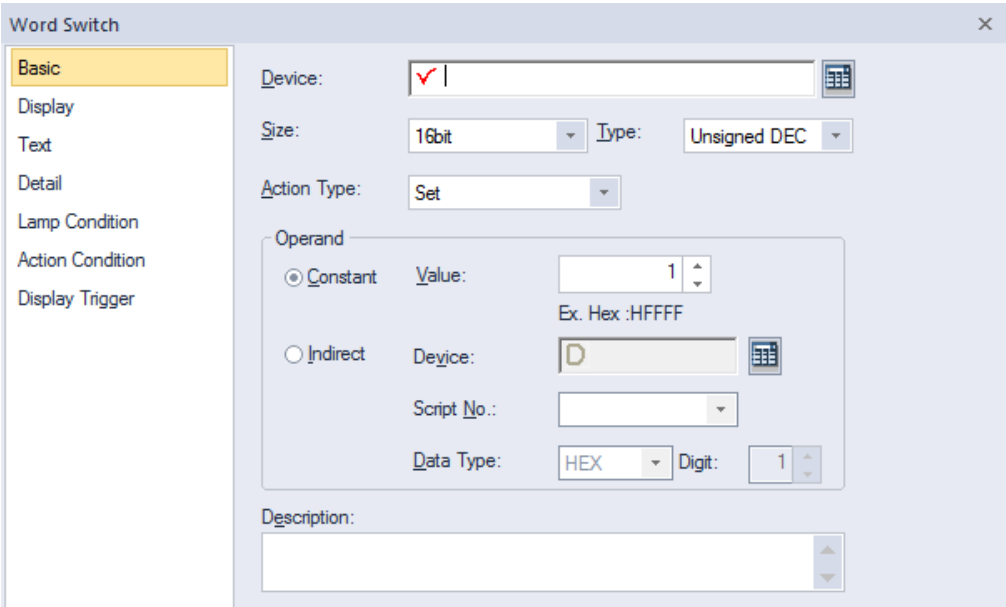 Word Switch
Basic
Display
Text
Detail
Lamp Condition
Action Condition
Display Trigger
Device:
Size: 16bit Type: Unsigned DEC
Action Type: Set
Operand
Constant Value: 1
Ex. Hex :HFFFF
Indirect Device: D
Script No.:
Data Type: HEX Digit: 1
Description: